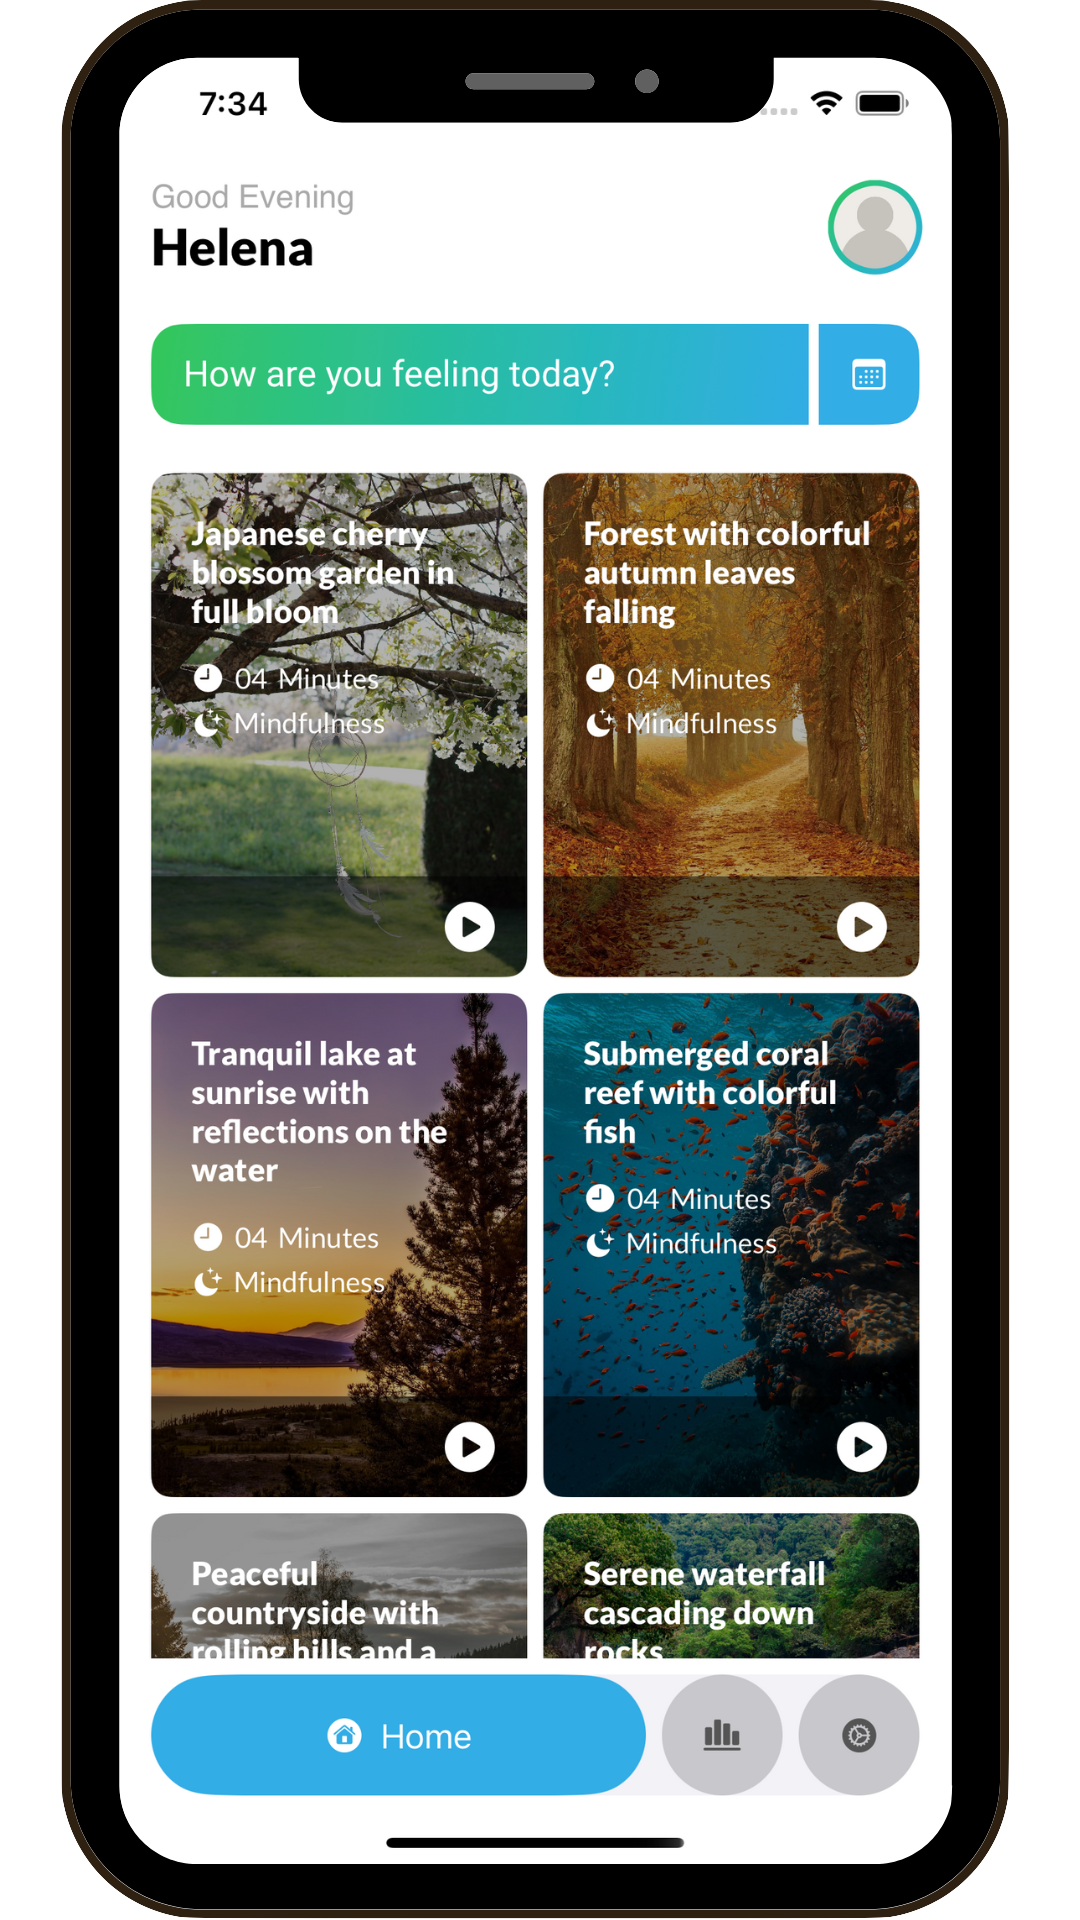 7:34
Good Evening
Helena
How are you feeling today?
Japanese cherry
blossom garden in
full bloom
04 Minutes
Mindfulness
Forest with colorful
autumn leaves
falling
04 Minutes
Mindfulness
Tranquil lake at
sunrise with
reflections on the
water
04 Minutes
Mindfulness
Submerged coral
reef with colorful
fish
04 Minutes
Mindfulness
Peaceful
countryside with
rolling hills and a
Serene waterfall
cascading down
rocks
Home